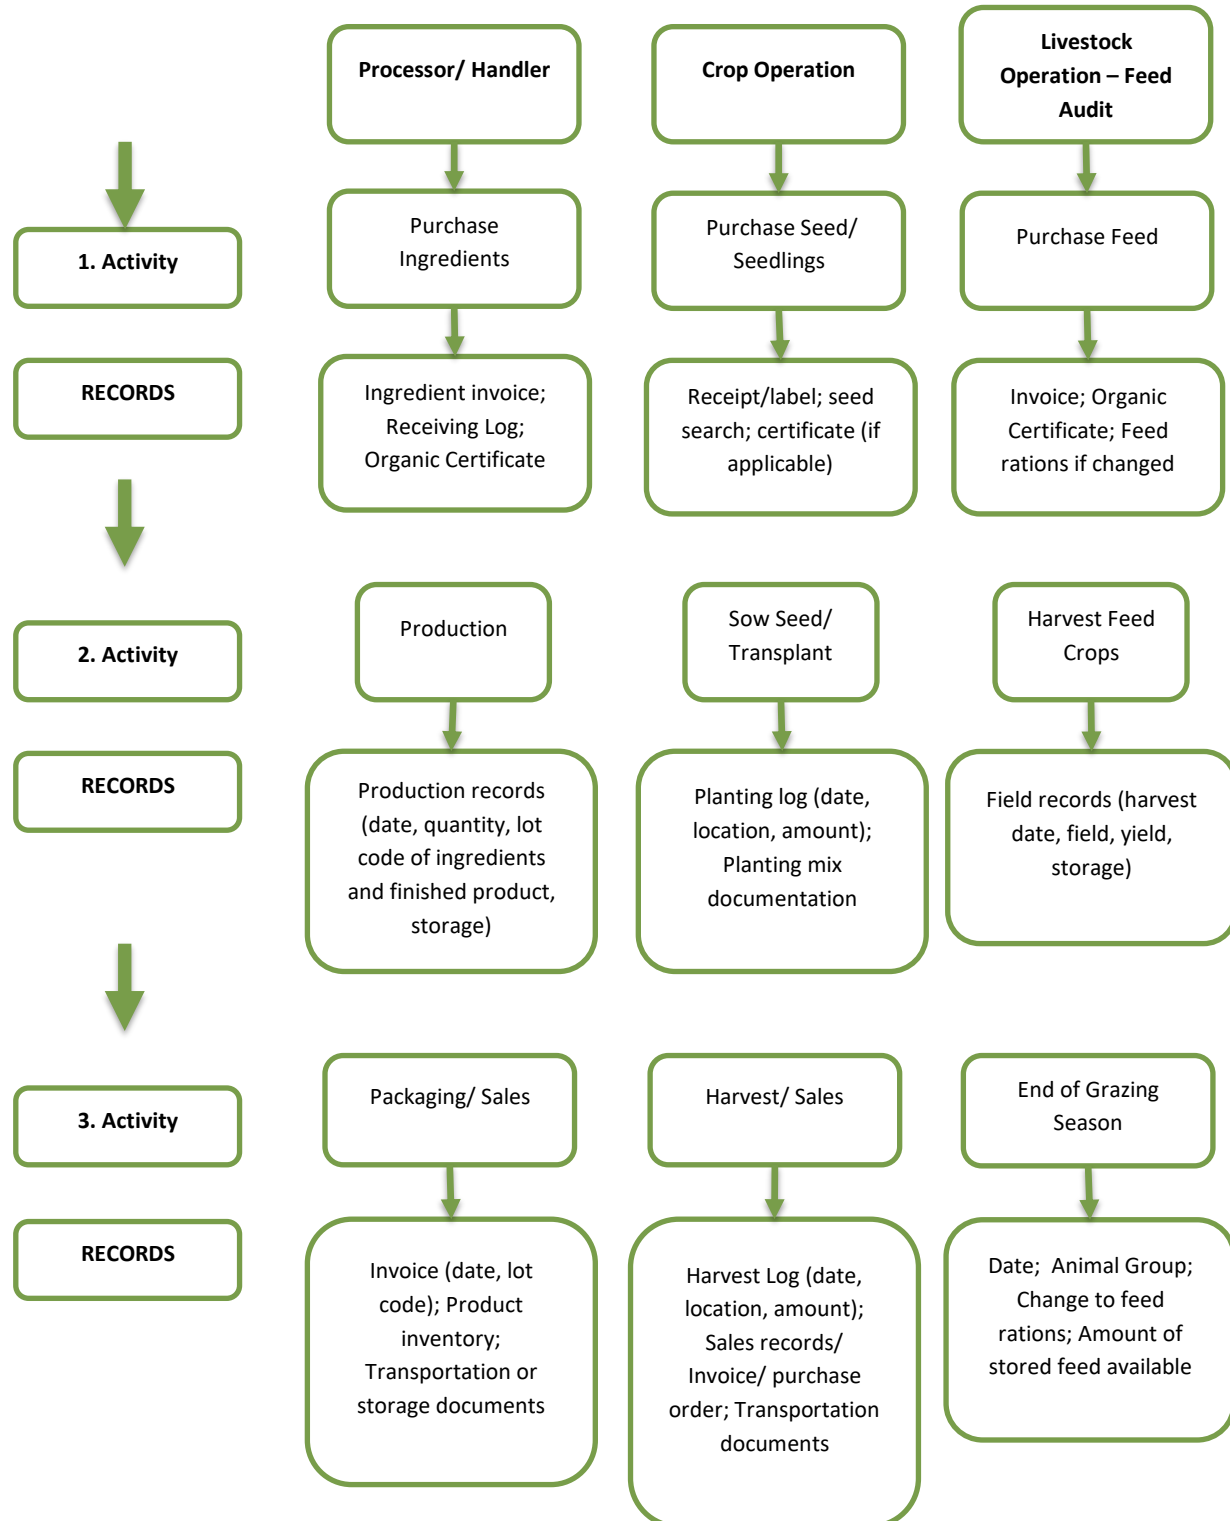 Processor/ Handler
Crop Operation
Livestock
Operation – Feed
Audit
1. Activity
Purchase
Ingredients
Purchase Seed/
Seedlings
Purchase Feed
RECORDS
Ingredient invoice;
Receiving Log;
Organic Certificate
Receipt/label; seed
search; certificate (if
applicable)
Invoice; Organic
Certificate; Feed
rations if changed
2. Activity
Production
Sow Seed/
Transplant
Harvest Feed
Crops
RECORDS
Production records
(date, quantity, lot
code of ingredients
and finished product,
storage)
Planting log (date,
location, amount);
Planting mix
documentation
Field records (harvest
date, field, yield,
storage)
3. Activity
Packaging/ Sales
Harvest/ Sales
End of Grazing
Season
RECORDS
Invoice (date, lot
code); Product
inventory;
Transportation or
storage documents
Harvest Log (date,
location, amount);
Sales records/
Invoice/ purchase
order; Transportation
documents
Date;  Animal Group;
Change to feed
rations; Amount of
stored feed available